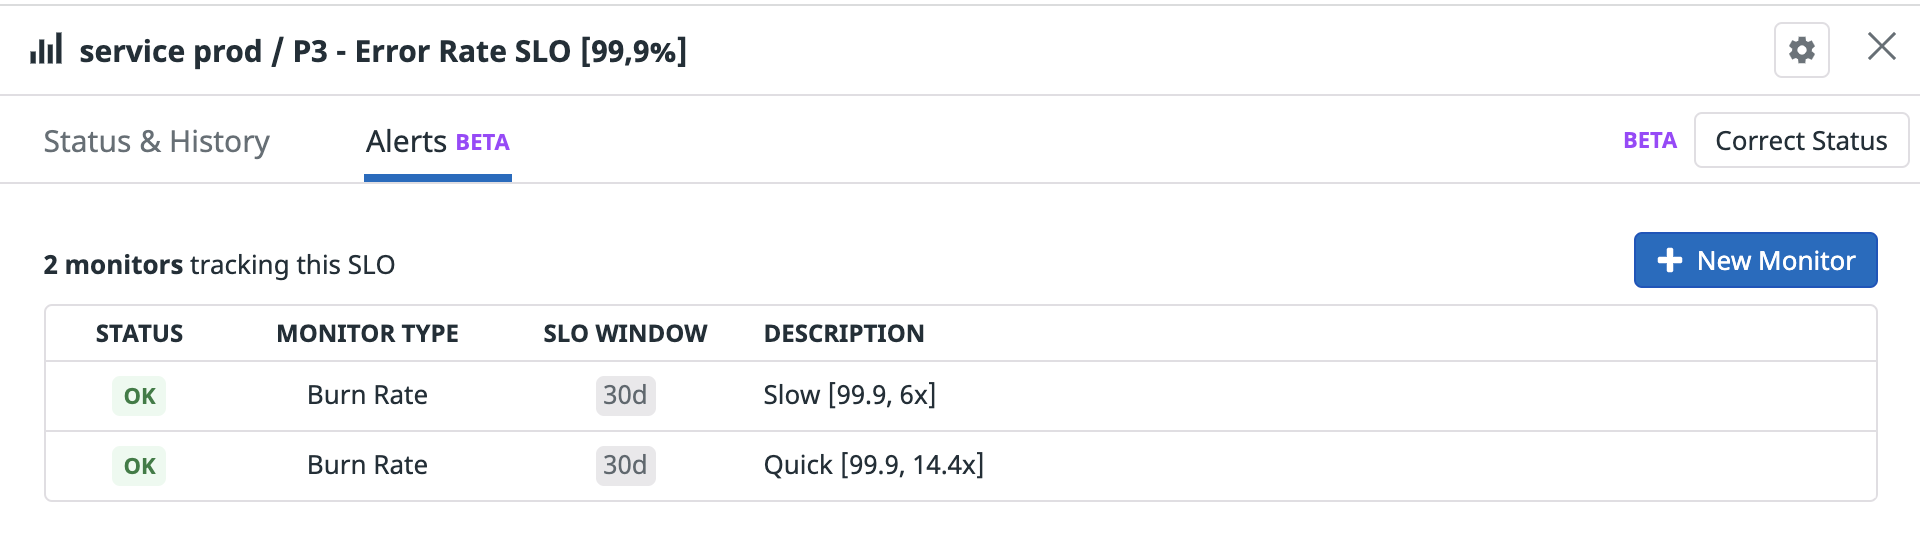 service prod / P3 - Error Rate SLO [99,9%]
Status & History Alerts BETA BETA Correct Status
2 monitors tracking this SLO New Monitor
STATUS MONITOR TYPE SLO WINDOW DESCRIPTION
OK Burn Rate 30d Slow [99.9, 6x]
OK Burn Rate 30d Quick [99.9, 14.4x]